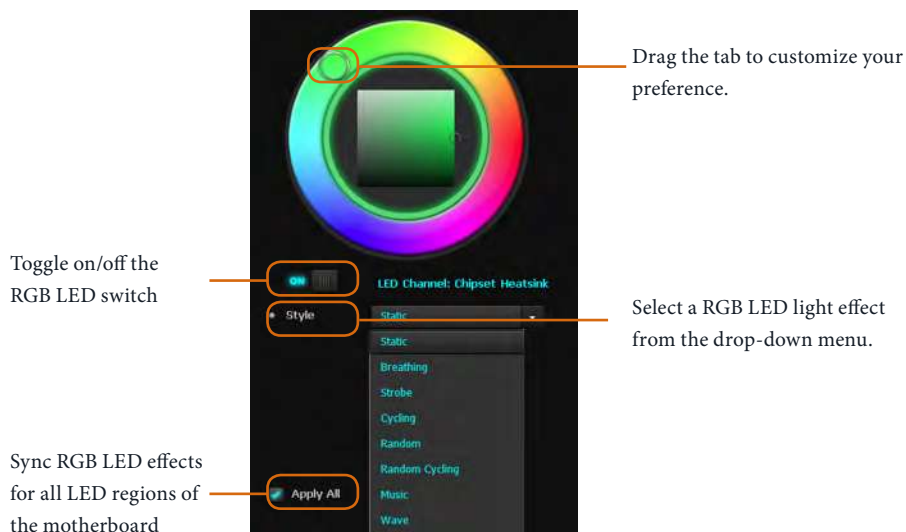 Drag the tab to customize your
preference.
Toggle on/off the
RGB LED switch
ON
LED Channel: Chipset Heatsink
Style
Static
Select a RGB LED light effect
from the drop-down menu.
Static
Breathing
Strobe
Cycling
Random
Random Cycling
Music
Wave
Sync RGB LED effects
for all LED regions of
the motherboard
Apply All